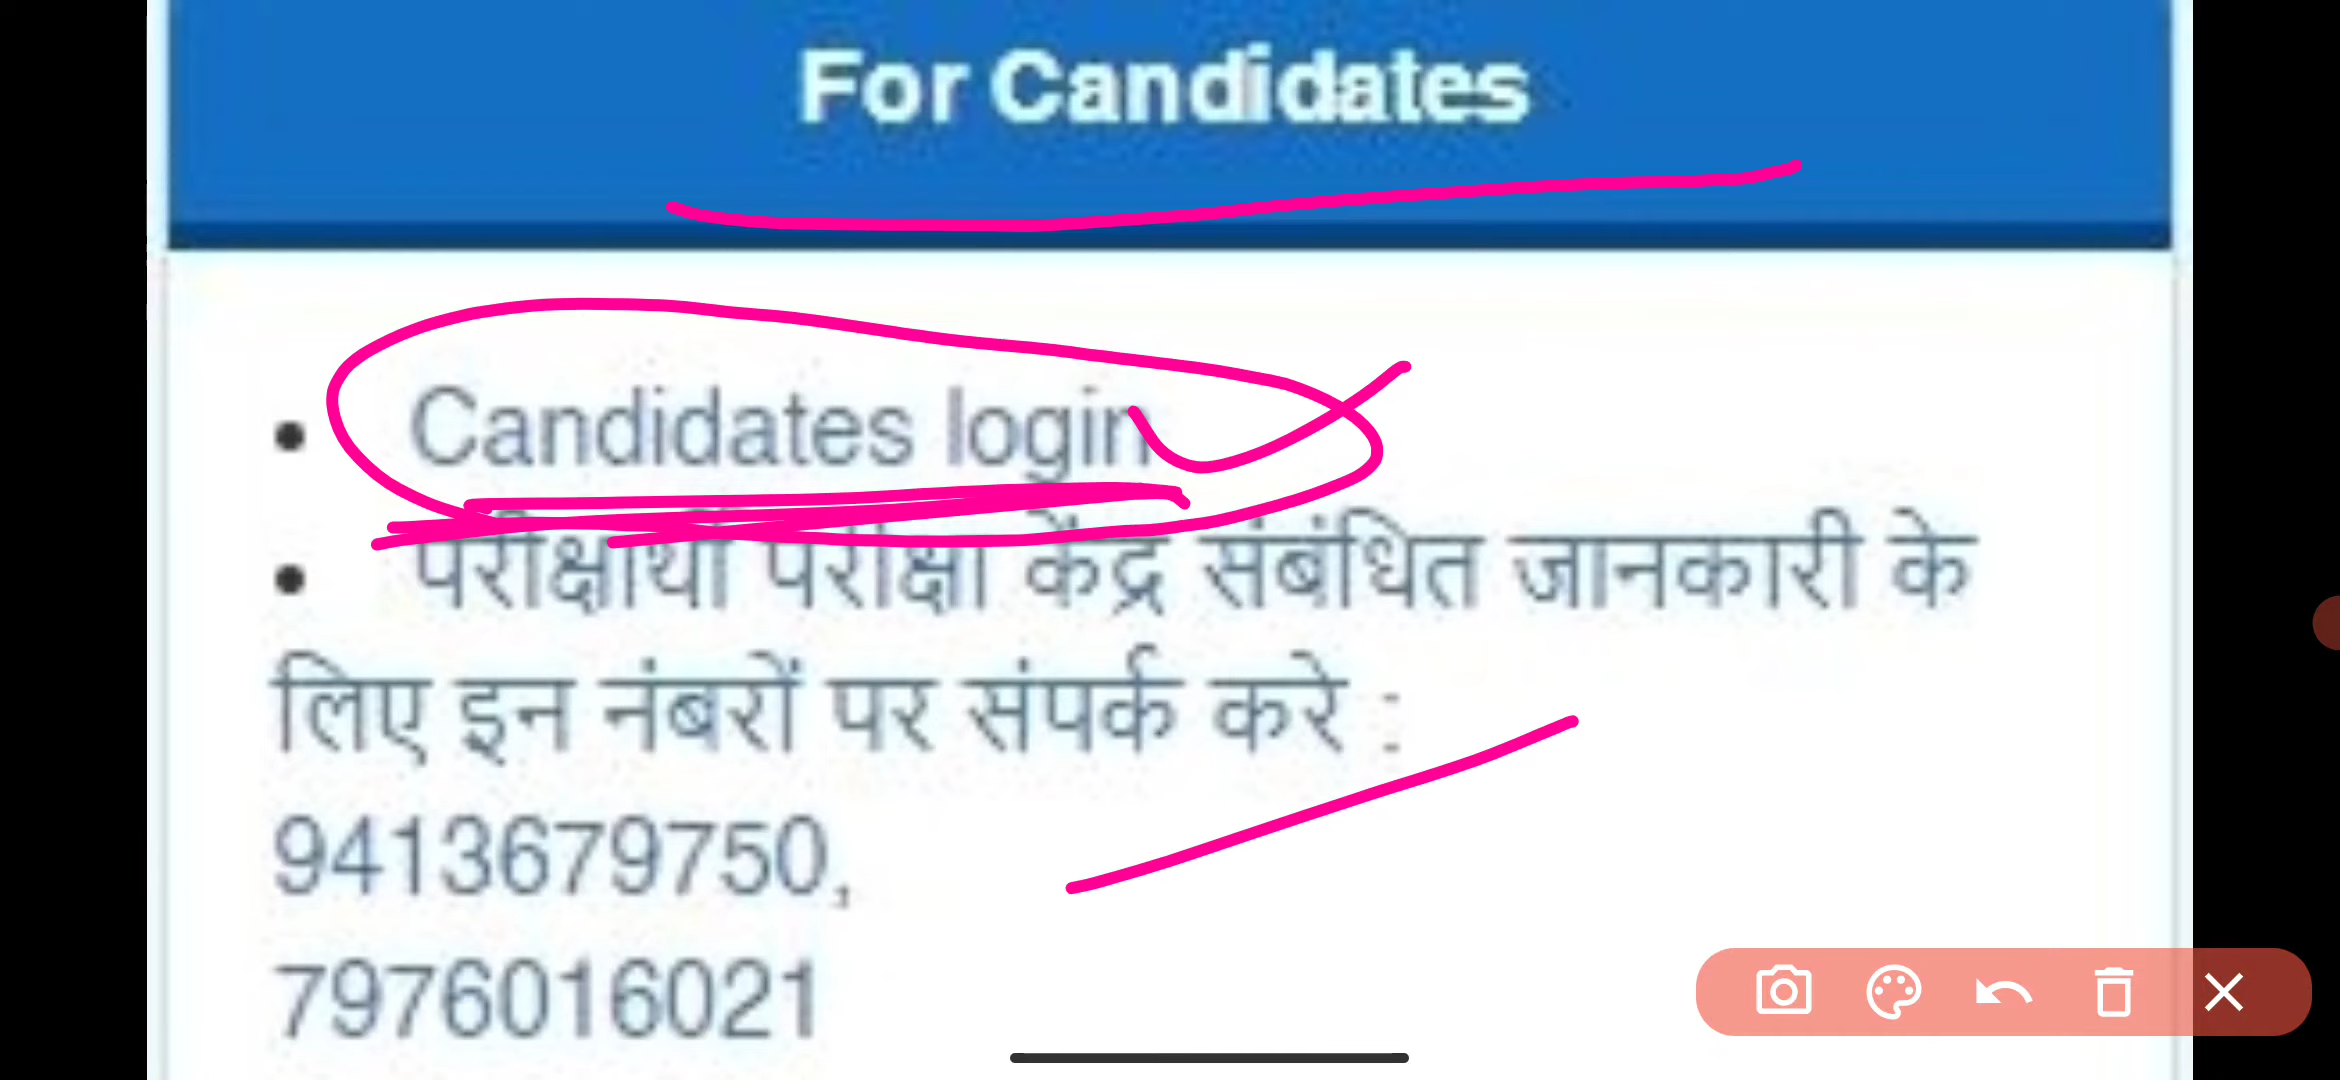 For Candidates
• Candidates login
• परीक्षार्थी परीक्षा केंद्र संबंधित जानकारी के
लिए इन नंबरों पर संपर्क करे :
9413679750,
7976016021